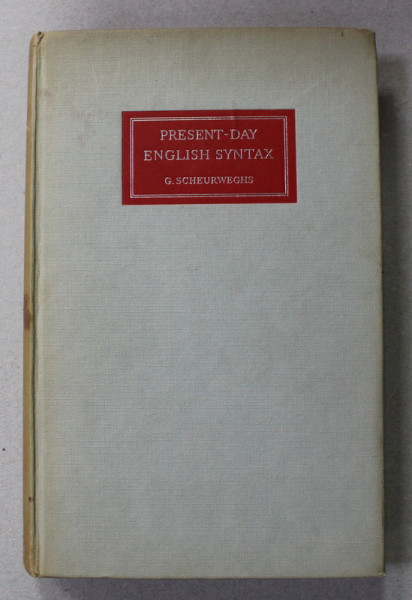 PRESENT-DAY
ENGLISH SYNTAX
G. SCHEURWEGHS